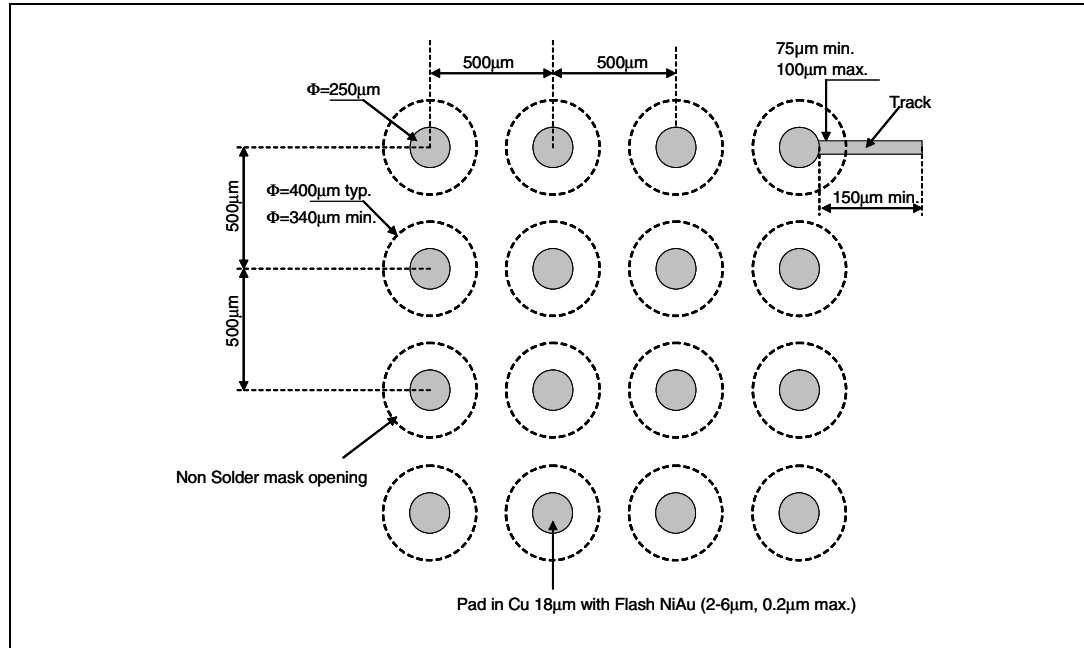 500µm 500µm
75µm min.
100µm max.
Φ=250µm
Track
Φ=400µm typ.
Φ=340µm min.
150µm min.
500µm
500µm
Non Solder mask opening
Pad in Cu 18µm with Flash NiAu (2-6µm, 0.2µm max.)